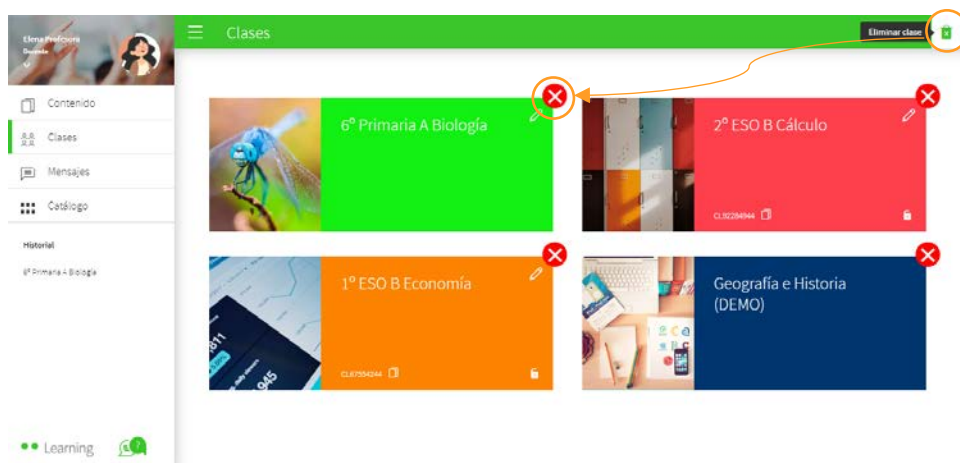 Elena Profesora
Docente
Clases
Eliminar clase
Contenido
Clases
Mensajes
Catálogo
Historial
6º Primaria A Biología
6º Primaria A Biología
2º ESO B Cálculo
CL92284944
1º ESO B Economía
CL87554244
Geografía e Historia
(DEMO)
Learning
?